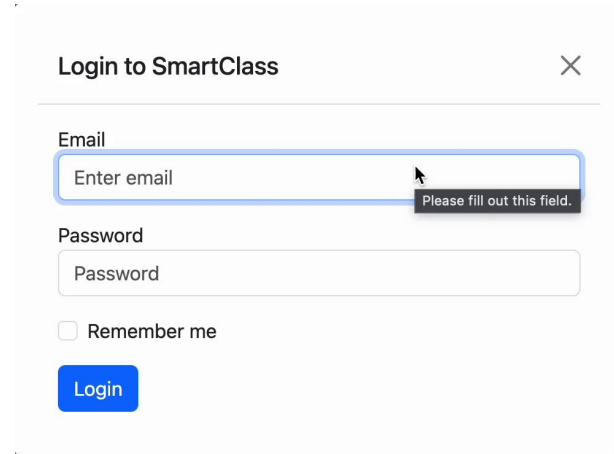 Login to SmartClass
Email
Enter email
Please fill out this field.
Password
Password
Remember me
Login